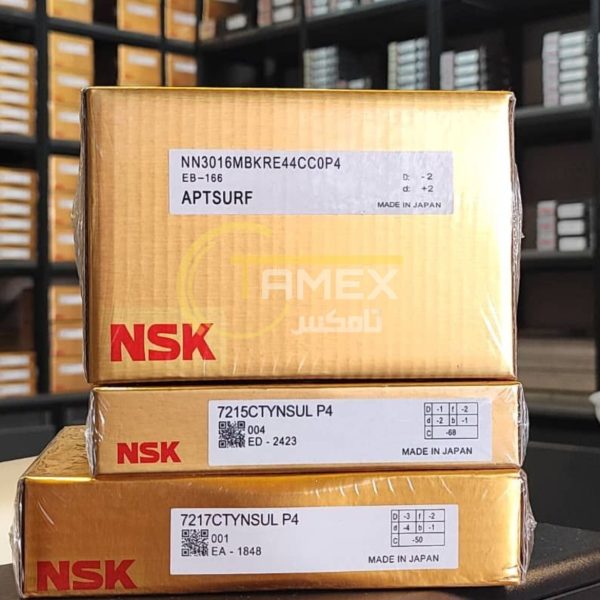 NN3016MBKRE44CC0P4
EB-166
D: -2
d: +2
APTSURF
MADE IN JAPAN
TAMEX
تامکس
NSK
7215CTYNSUL P4
004
ED - 2423
D -1 f -2
d -2 b -1
C -68
MADE IN JAPAN
NSK
7217CTYNSUL P4
001
EA - 1848
D -3 f -2
d -4 b -1
C -50
MADE IN JAPAN
NSK